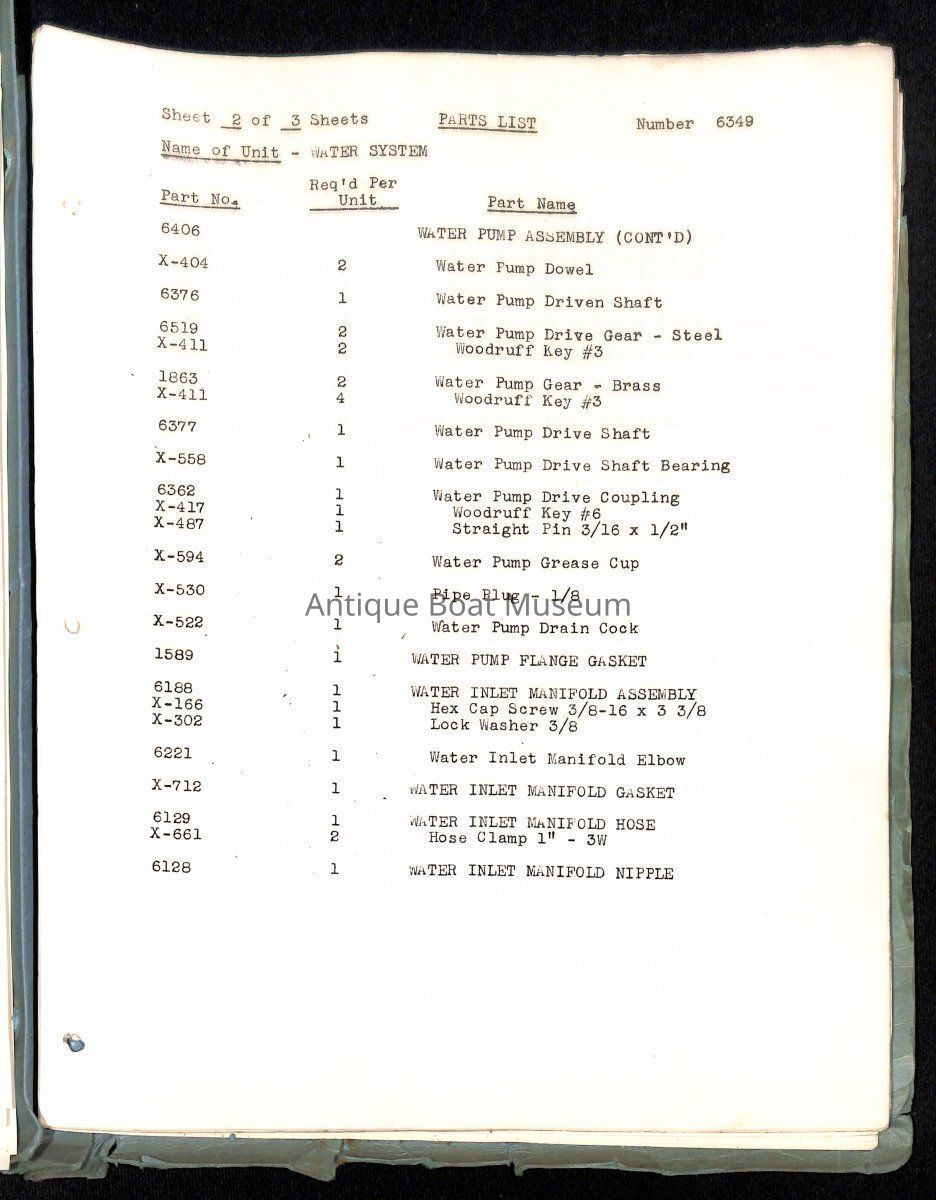 Sheet 2 of 3 Sheets PARTS LIST Number 6349
Name of Unit - WATER SYSTEM
Part No. Req'd Per Unit Part Name
6406 WATER PUMP ASSEMBLY (CONT'D)
X-404 2 Water Pump Dowel
6376 1 Water Pump Driven Shaft
6519 2 Water Pump Drive Gear - Steel
X-411 2 Woodruff Key #3
1863 2 Water Pump Gear - Brass
X-411 4 Woodruff Key #3
6377 1 Water Pump Drive Shaft
X-558 1 Water Pump Drive Shaft Bearing
6362 1 Water Pump Drive Coupling
X-417 1 Woodruff Key #6
X-487 1 Straight Pin 3/16 x 1/2"
X-594 2 Water Pump Grease Cup
X-530 1 Pipe Plug - 1/8
Antique Boat Museum
X-522 1 Water Pump Drain Cock
1589 1 WATER PUMP FLANGE GASKET
6188 1 WATER INLET MANIFOLD ASSEMBLY
X-166 1 Hex Cap Screw 3/8-16 x 3 3/8
X-302 1 Lock Washer 3/8
6221 1 Water Inlet Manifold Elbow
X-712 1 WATER INLET MANIFOLD GASKET
6129 1 WATER INLET MANIFOLD HOSE
X-661 2 Hose Clamp 1" - 3W
6128 1 WATER INLET MANIFOLD NIPPLE